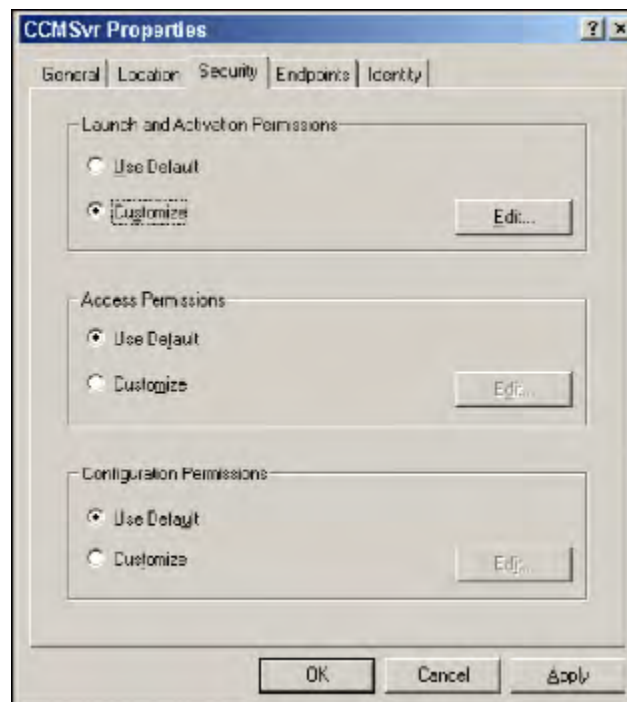 CCMSvr Properties
General Location Security Endpoints Identity
Launch and Activation Permissions
Use Default
Customize
Edit...
Access Permissions
Use Default
Customize
Edit...
Configuration Permissions
Use Default
Customize
Edit...
OK Cancel Apply